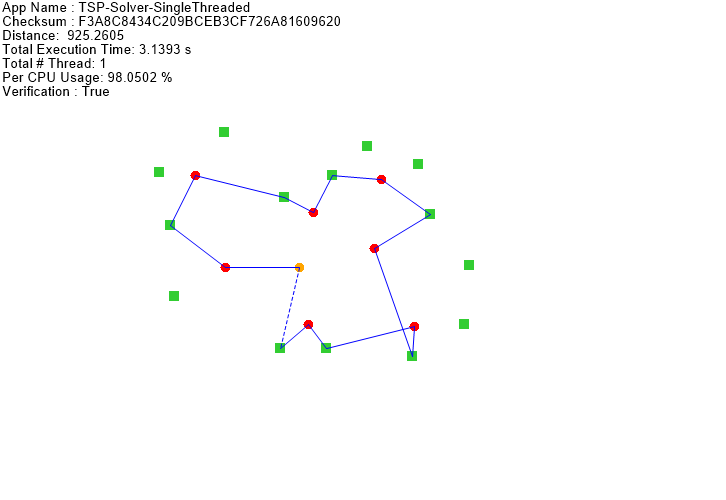 App Name : TSP-Solver-SingleThreaded
Checksum : F3A8C8434C209BCEB3CF726A81609620
Distance:  925.2605
Total Execution Time: 3.1393 s
Total # Thread: 1
Per CPU Usage: 98.0502 %
Verification : True